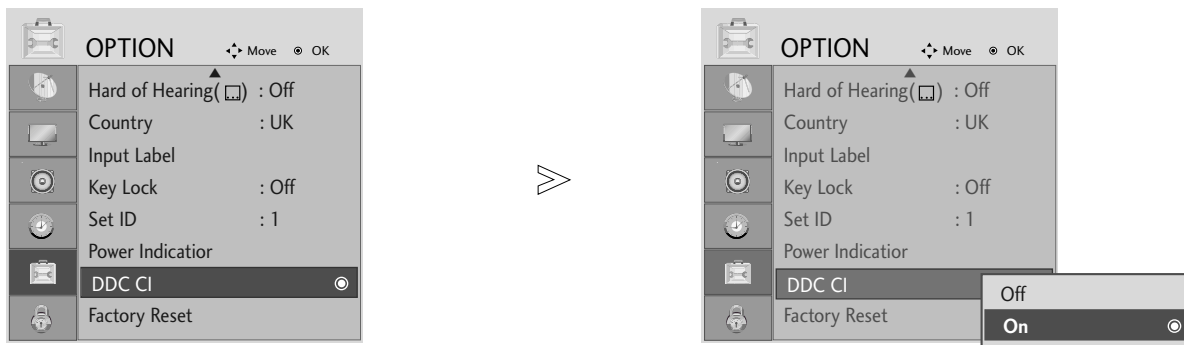 OPTION
Move OK
Hard of Hearing( ) : Off
Country : UK
Input Label
Key Lock : Off
Set ID : 1
Power Indicatior
DDC CI
Factory Reset
OPTION
Move OK
Hard of Hearing( ) : Off
Country : UK
Input Label
Key Lock : Off
Set ID : 1
Power Indicatior
DDC CI
Factory Reset
Off
On